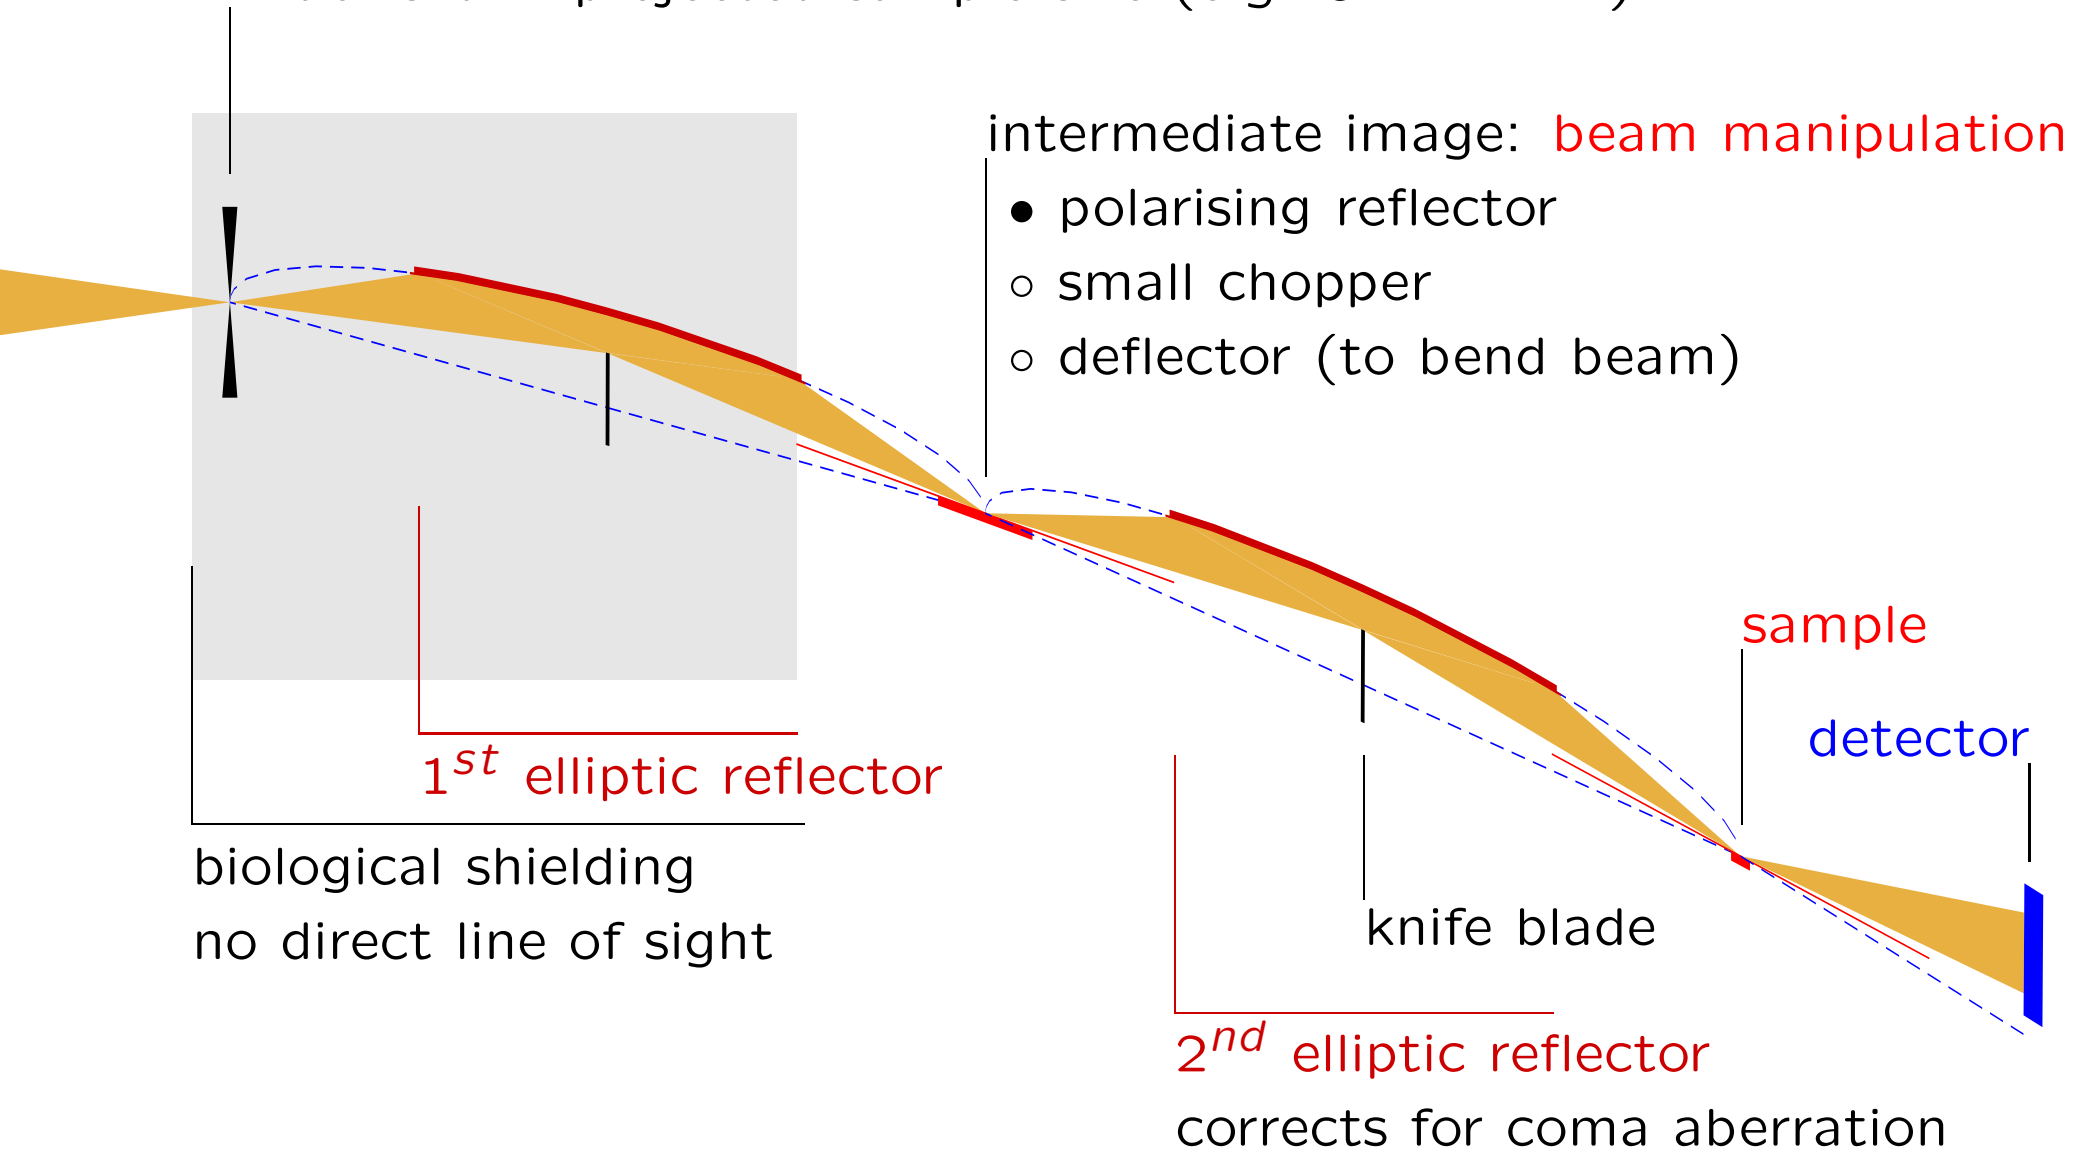 intermediate image: beam manipulation
● polarising reflector
○ small chopper
○ deflector (to bend beam)
sample
detector
1st elliptic reflector
biological shielding
no direct line of sight
knife blade
2nd elliptic reflector
corrects for coma aberration